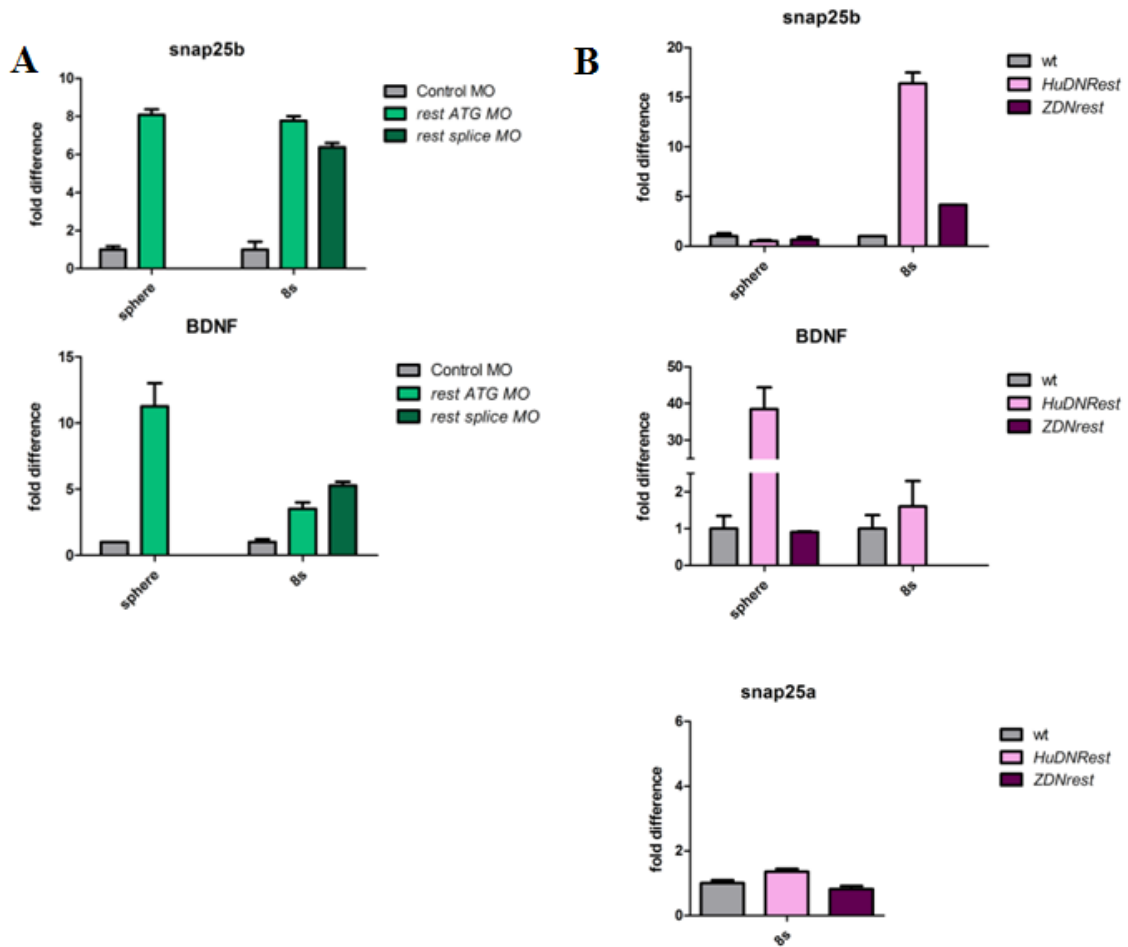 A
snap25b
fold difference
10
8
6
4
2
0
sphere
8s
Control MO
rest ATG MO
rest splice MO
BDNF
fold difference
15
10
5
0
sphere
8s
Control MO
rest ATG MO
rest splice MO
B
snap25b
fold difference
20
15
10
5
0
sphere
8s
wt
HuDNRest
ZDNrest
BDNF
fold difference
50
40
30
2
1
0
sphere
8s
wt
HuDNRest
ZDNrest
snap25a
fold difference
6
4
2
0
8s
wt
HuDNRest
ZDNrest